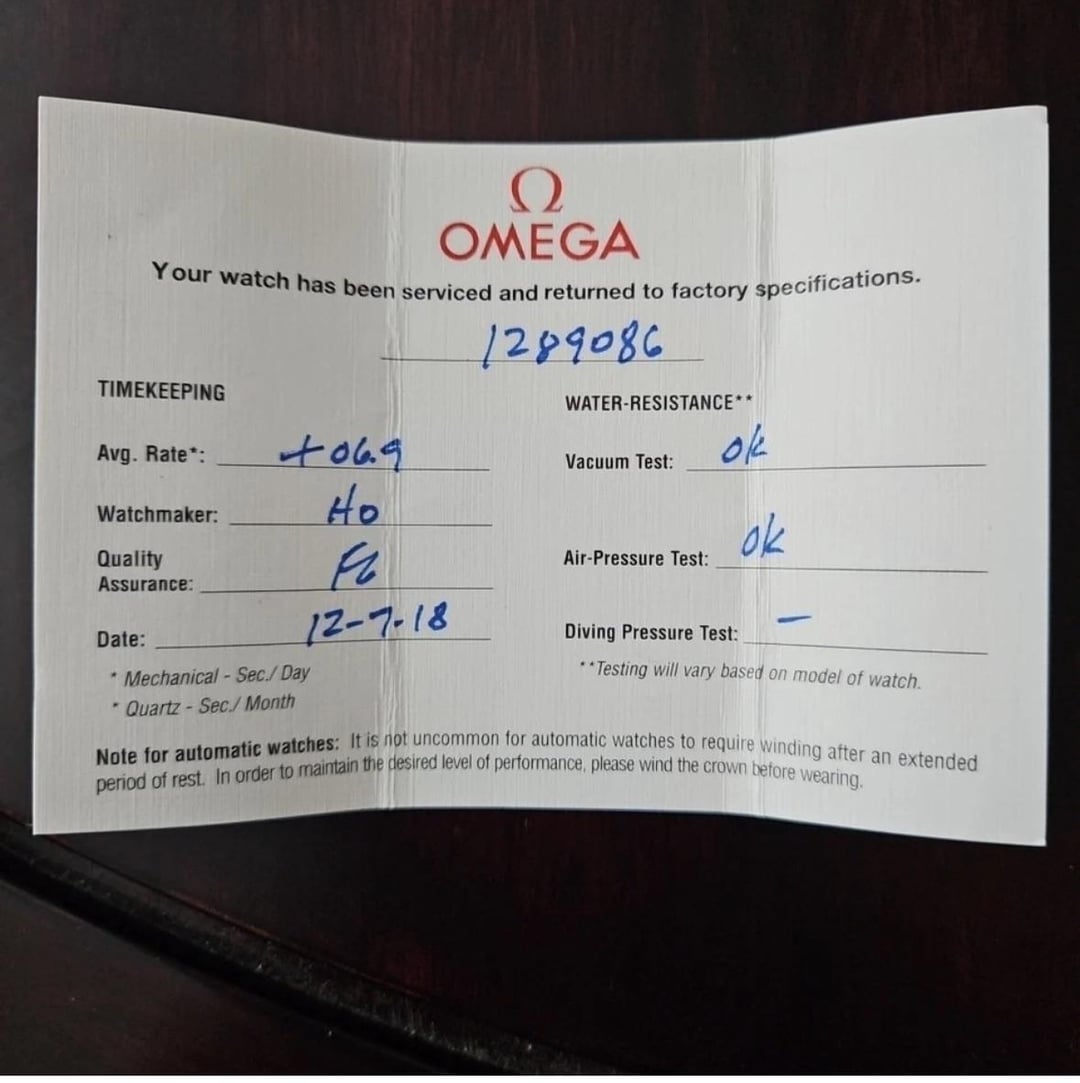 Ω
OMEGA
Your watch has been serviced and returned to factory specifications.
1289086
TIMEKEEPING
Avg. Rate*: +06.9
Watchmaker: Ho
Quality
Assurance:
Date: 12-7-18
* Mechanical - Sec./ Day
* Quartz - Sec./ Month
WATER-RESISTANCE**
Vacuum Test: ok
Air-Pressure Test: ok
Diving Pressure Test: —
**Testing will vary based on model of watch.
Note for automatic watches: It is not uncommon for automatic watches to require winding after an extended
period of rest. In order to maintain the desired level of performance, please wind the crown before wearing.